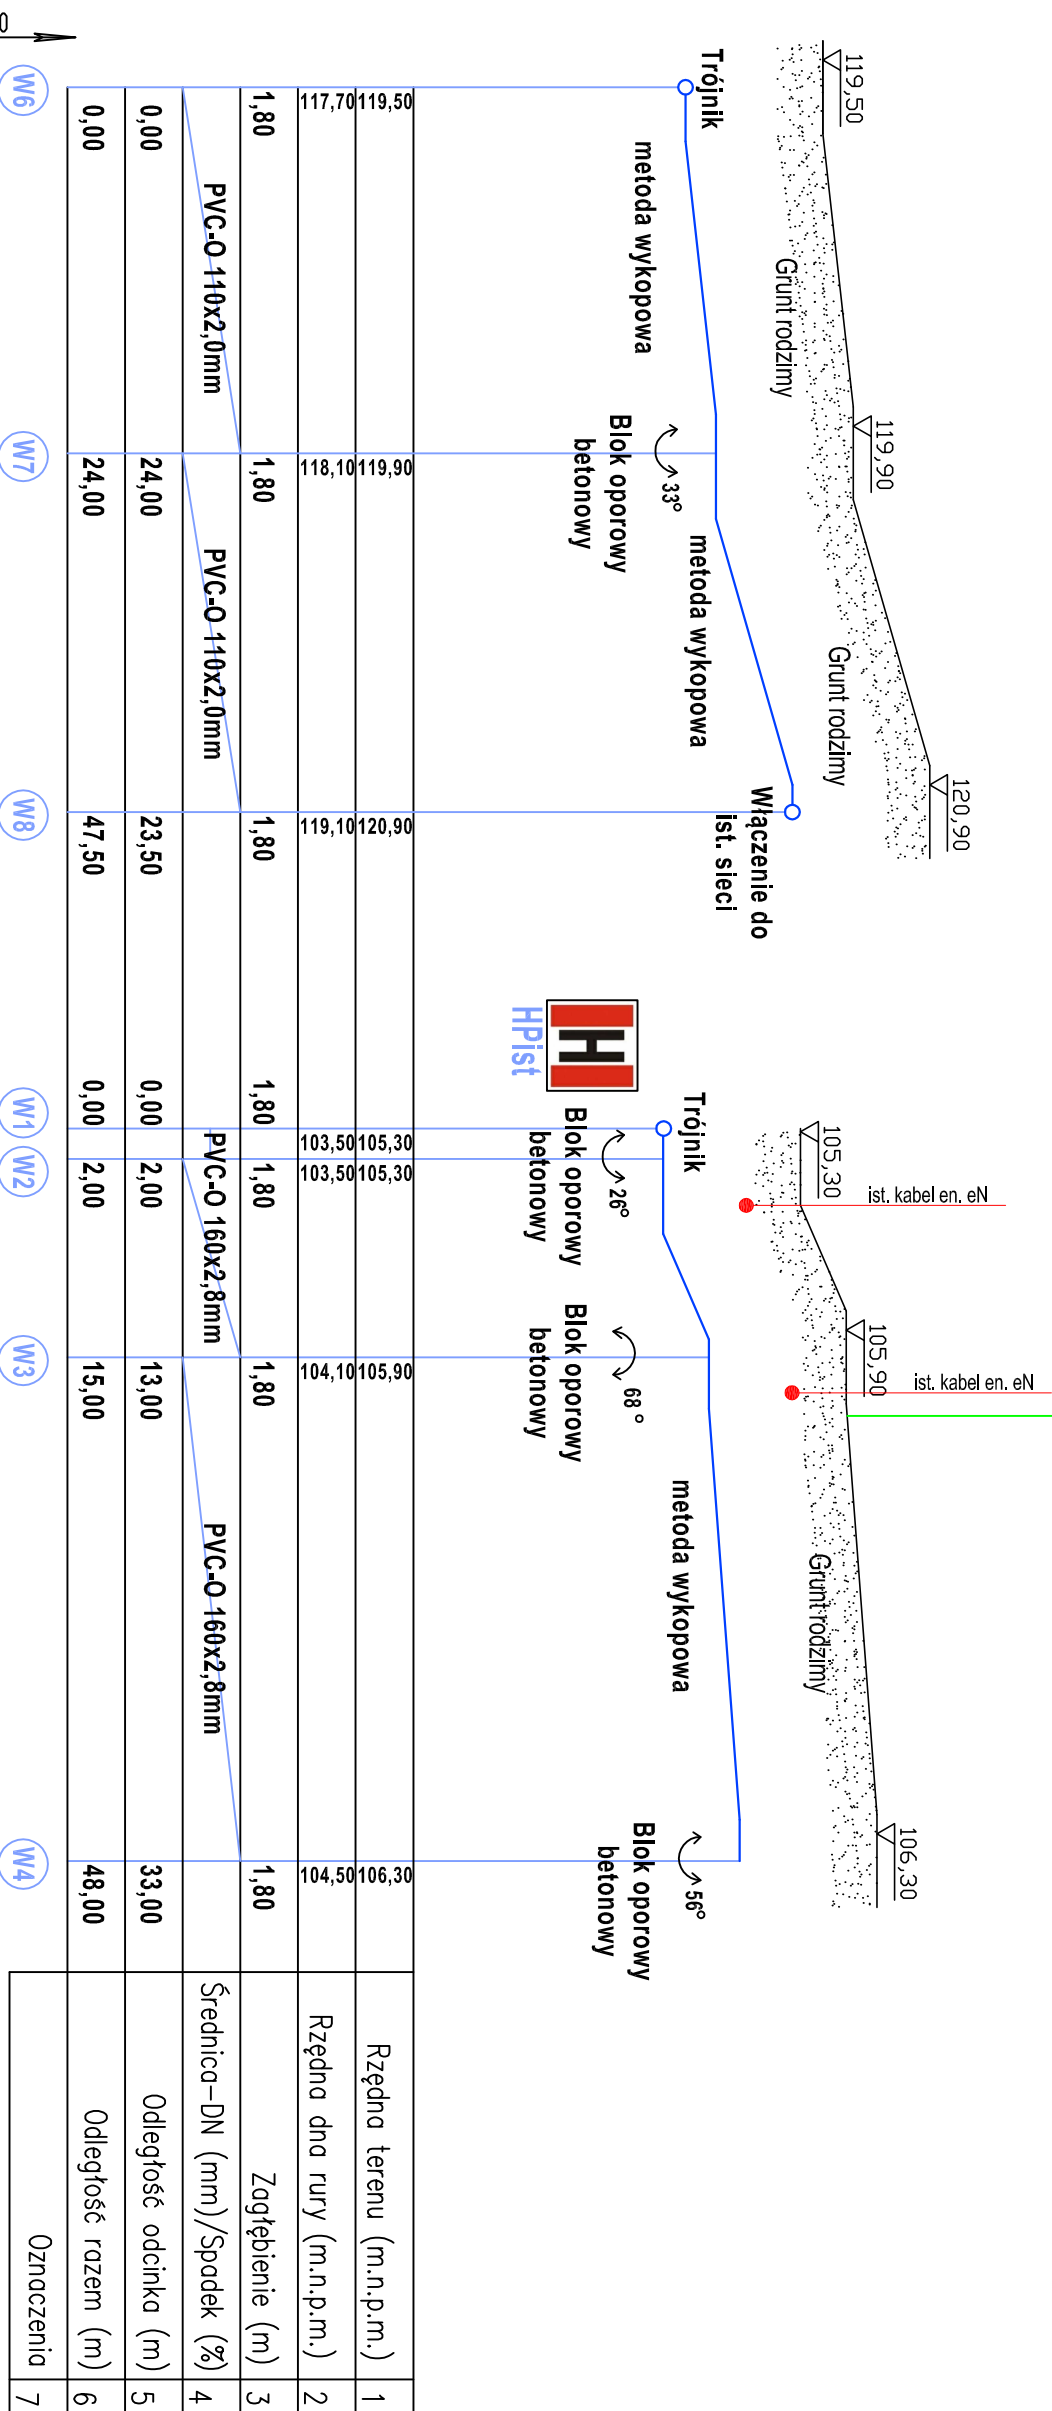 119,50
119,90
120,90
Grunt rodzimy
Grunt rodzimy
Trójnik
metoda wykopowa
33°
Blok oporowy
betonowy
metoda wykopowa
Włączenie do
ist. sieci
105,30
ist. kabel en. eN
105,90
ist. kabel en. eN
106,30
Grunt rodzimy
Trójnik
H
HPist
26°
Blok oporowy
betonowy
68°
Blok oporowy
betonowy
metoda wykopowa
56°
Blok oporowy
betonowy
119,50 119,90 120,90 105,30 105,30 105,90 106,30 Rzędna terenu (m.n.p.m.) 1
117,70 118,10 119,10 103,50 103,50 104,10 104,50 Rzędna dna rury (m.n.p.m.) 2
1,80 1,80 1,80 1,80 1,80 1,80 1,80 Zagłębienie (m) 3
PVC-O 110x2,0mm PVC-O 110x2,0mm PVC-O 160x2,8mm PVC-O 160x2,8mm Średnica-DN (mm)/Spadek (%) 4
0,00 24,00 23,50 0,00 2,00 13,00 33,00 Odległość odcinka (m) 5
0,00 24,00 47,50 0,00 2,00 15,00 48,00 Odległość razem (m) 6
W6 W7 W8 W1 W2 W3 W4 Oznaczenia 7